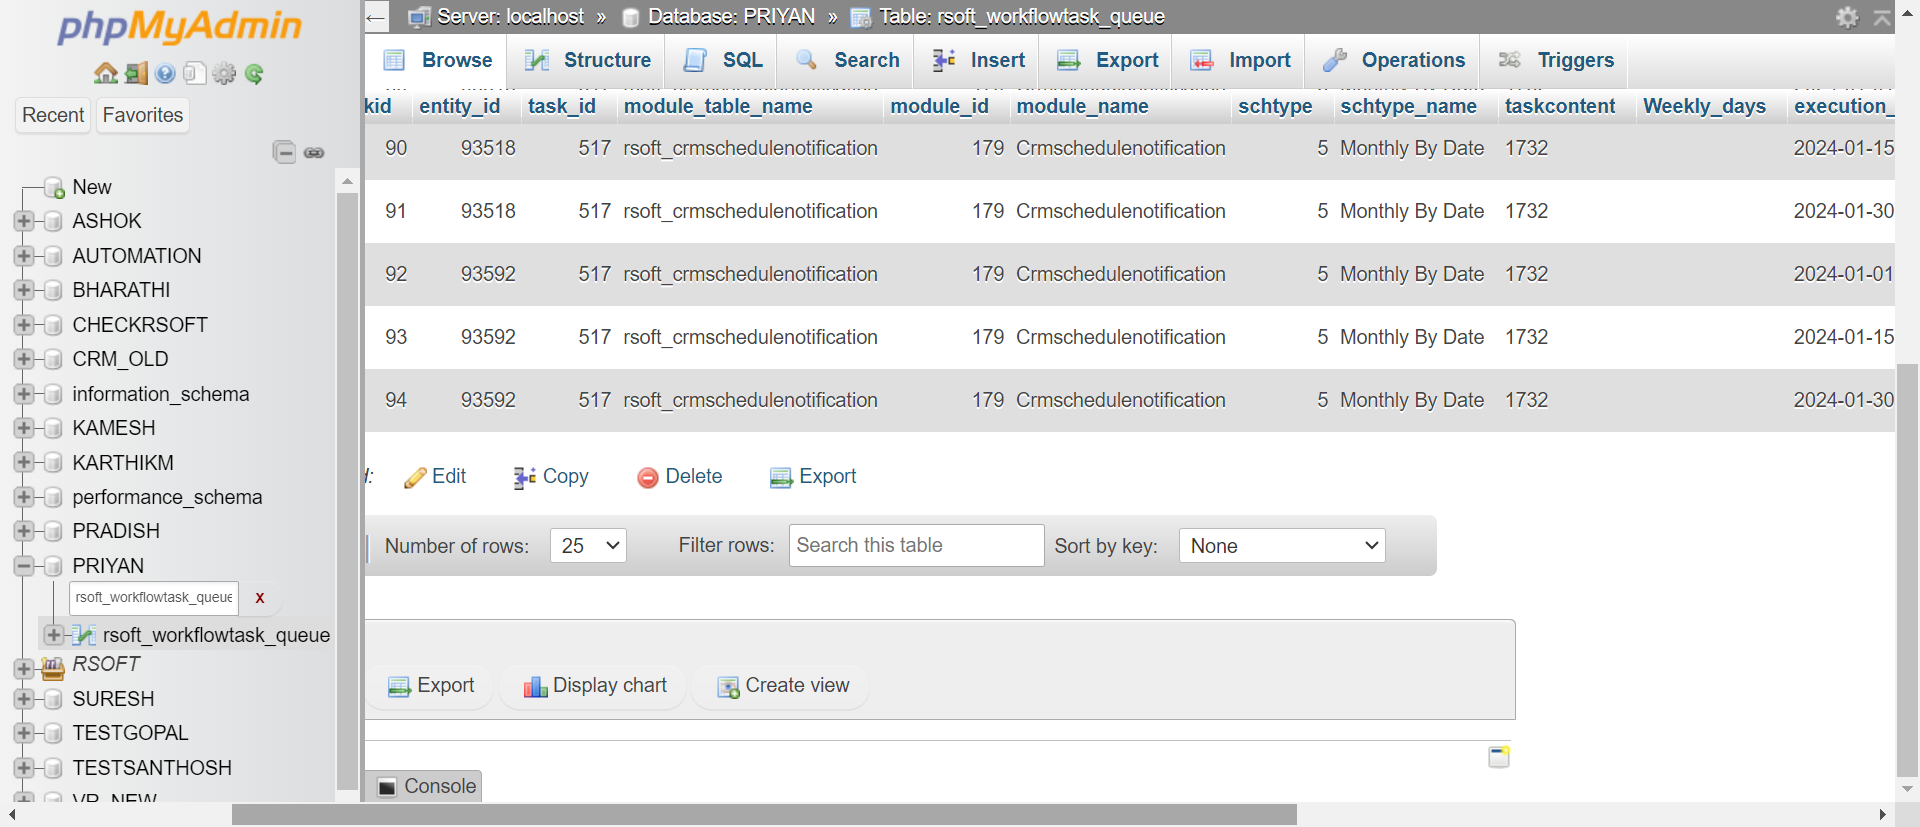 phpMyAdmin
Recent
Favorites
New
ASHOK
AUTOMATION
BHARATHI
CHECKRSOFT
CRM_OLD
information_schema
KAMESH
KARTHIKM
performance_schema
PRADISH
PRIYAN
rsoft_workflowtask_queue
x
rsoft_workflowtask_queue
RSOFT
SURESH
TESTGOPAL
TESTSANTHOSH
VR_NEW
Server: localhost » Database: PRIYAN » Table: rsoft_workflowtask_queue
Browse Structure SQL Search Insert Export Import Operations Triggers
kid entity_id task_id module_table_name module_id module_name schtype schtype_name taskcontent Weekly_days execution_
90 93518 517 rsoft_crmschedulenotification 179 Crmschedulenotification 5 Monthly By Date 1732 2024-01-15
91 93518 517 rsoft_crmschedulenotification 179 Crmschedulenotification 5 Monthly By Date 1732 2024-01-30
92 93592 517 rsoft_crmschedulenotification 179 Crmschedulenotification 5 Monthly By Date 1732 2024-01-01
93 93592 517 rsoft_crmschedulenotification 179 Crmschedulenotification 5 Monthly By Date 1732 2024-01-15
94 93592 517 rsoft_crmschedulenotification 179 Crmschedulenotification 5 Monthly By Date 1732 2024-01-30
Edit Copy Delete Export
Number of rows: 25 Filter rows: Search this table Sort by key: None
Export Display chart Create view
Console